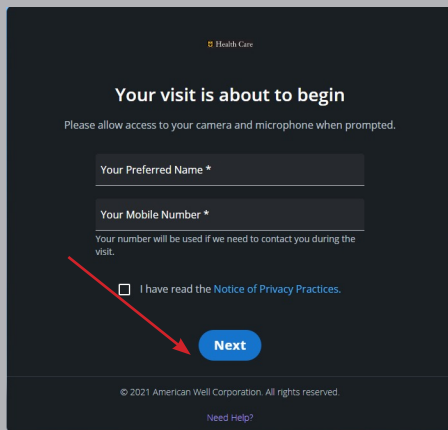 Health Care
Your visit is about to begin
Please allow access to your camera and microphone when prompted.
Your Preferred Name *
Your Mobile Number *
Your number will be used if we need to contact you during the
visit.
I have read the Notice of Privacy Practices.
Next
© 2021 American Well Corporation. All rights reserved.
Need Help?